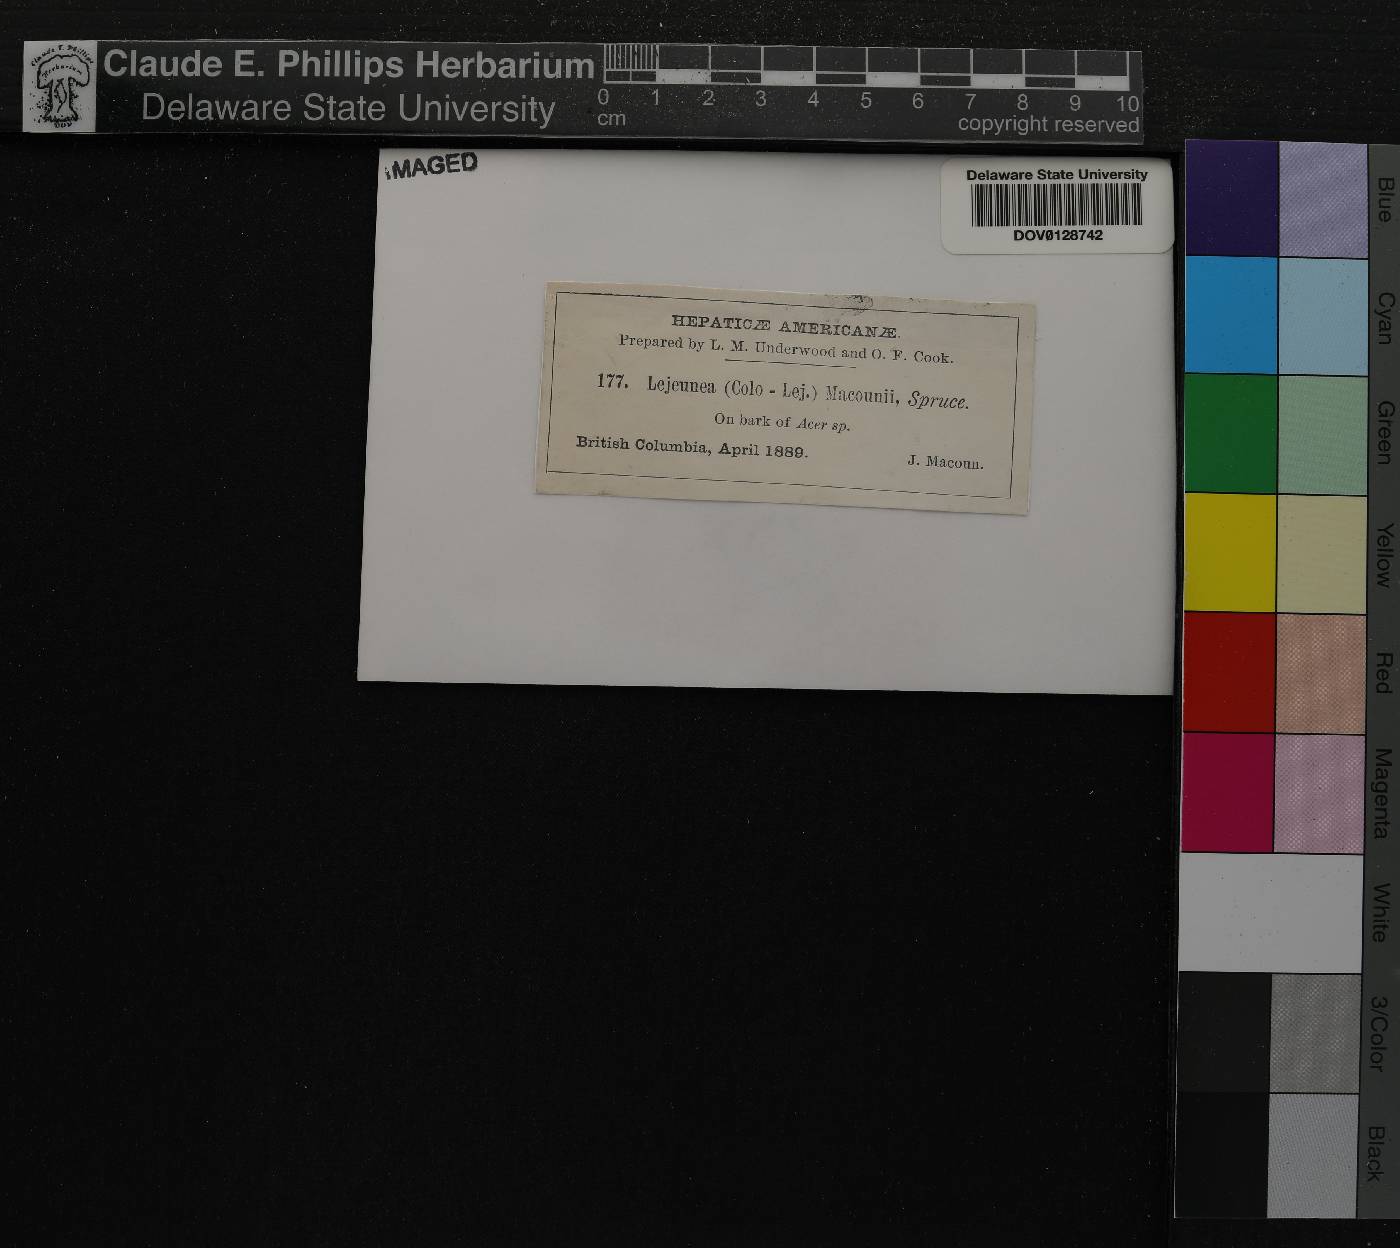 Claude E. Phillips Herbarium
Delaware State University
0 1 2 3 4 5 6 7 8 9 10
cm
copyright reserved
MAGED
Delaware State University
DOV0128742
HEPATICÆ AMERICANÆ.
Prepared by L. M. Underwood and O. F. Cook.
177. Lejeunea (Colo - Lej.) Macounii, Spruce.
On bark of Acer sp.
British Columbia, April 1889.
J. Macoun.
Blue
Cyan
Green
Yellow
Red
Magenta
White
3/Color
Black